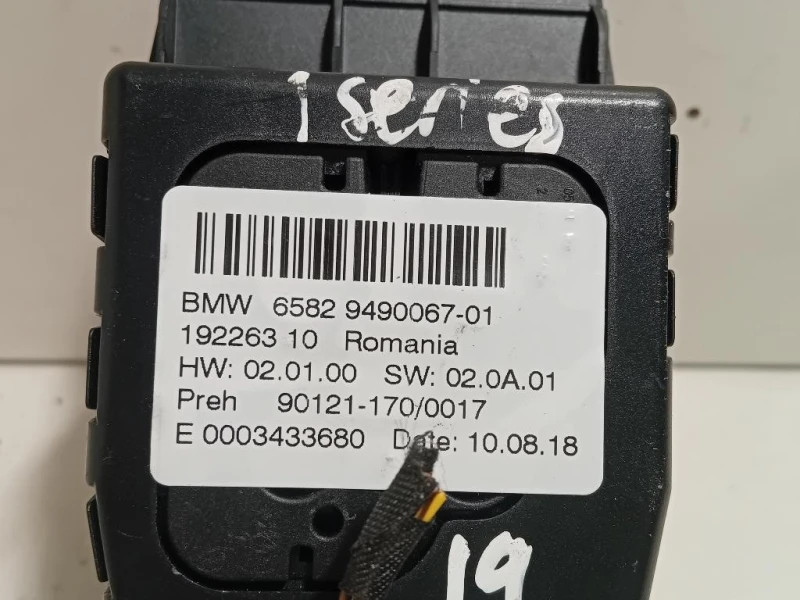 1 series
BMW 6582 9490067-01
192263 10 Romania
HW: 02.01.00 SW: 02.0A.01
Preh 90121-170/0017
E 0003433680 Date: 10.08.18
19